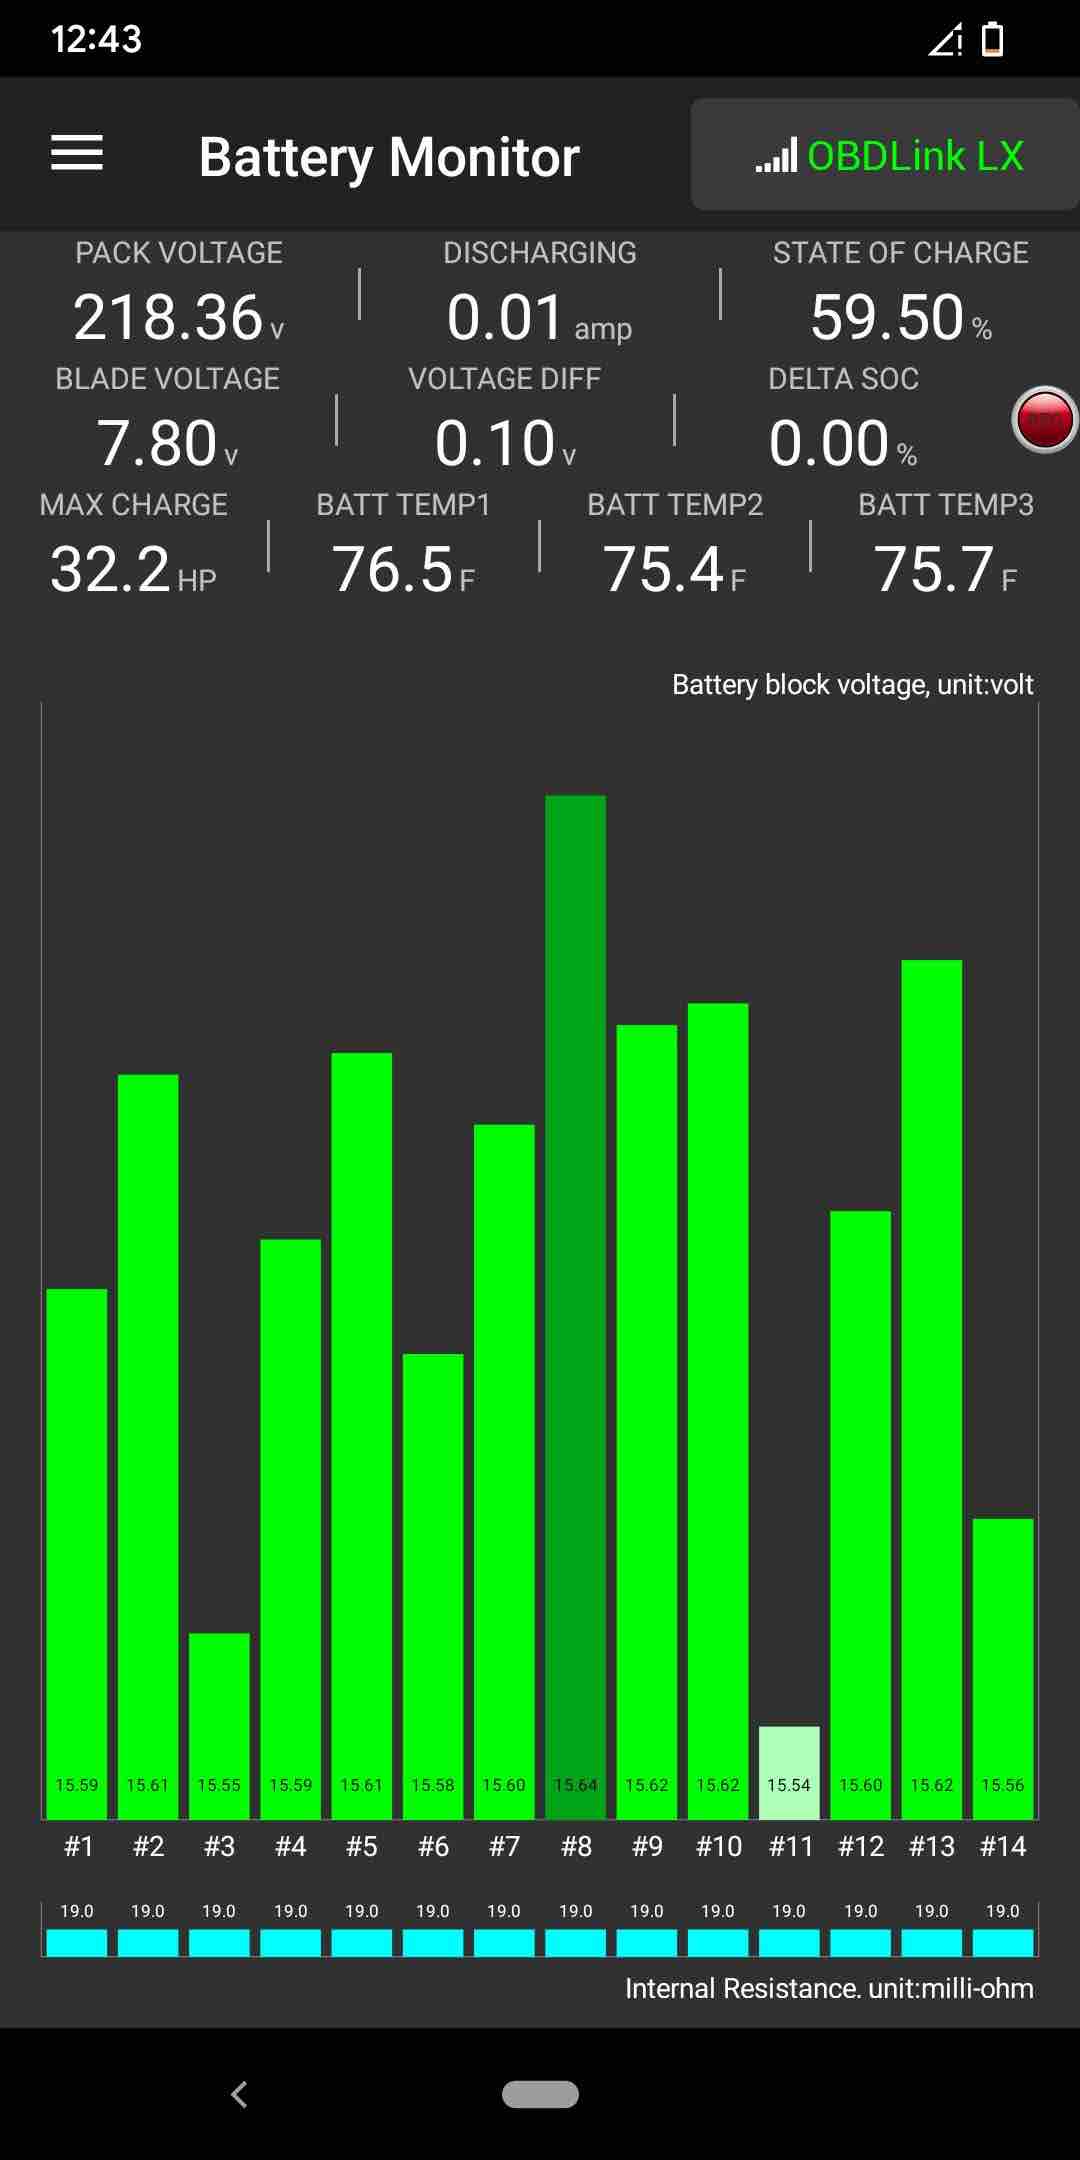 12:43
Battery Monitor
OBDLink LX
PACK VOLTAGE DISCHARGING STATE OF CHARGE
218.36 v 0.01 amp 59.50 %
BLADE VOLTAGE VOLTAGE DIFF DELTA SOC
7.80 v 0.10 v 0.00 %
MAX CHARGE BATT TEMP1 BATT TEMP2 BATT TEMP3
32.2 HP 76.5 F 75.4 F 75.7 F
Battery block voltage, unit:volt
15.59 15.61 15.55 15.59 15.61 15.58 15.60 15.64 15.62 15.62 15.54 15.60 15.62 15.56
#1 #2 #3 #4 #5 #6 #7 #8 #9 #10 #11 #12 #13 #14
19.0 19.0 19.0 19.0 19.0 19.0 19.0 19.0 19.0 19.0 19.0 19.0 19.0 19.0
Internal Resistance. unit:milli-ohm